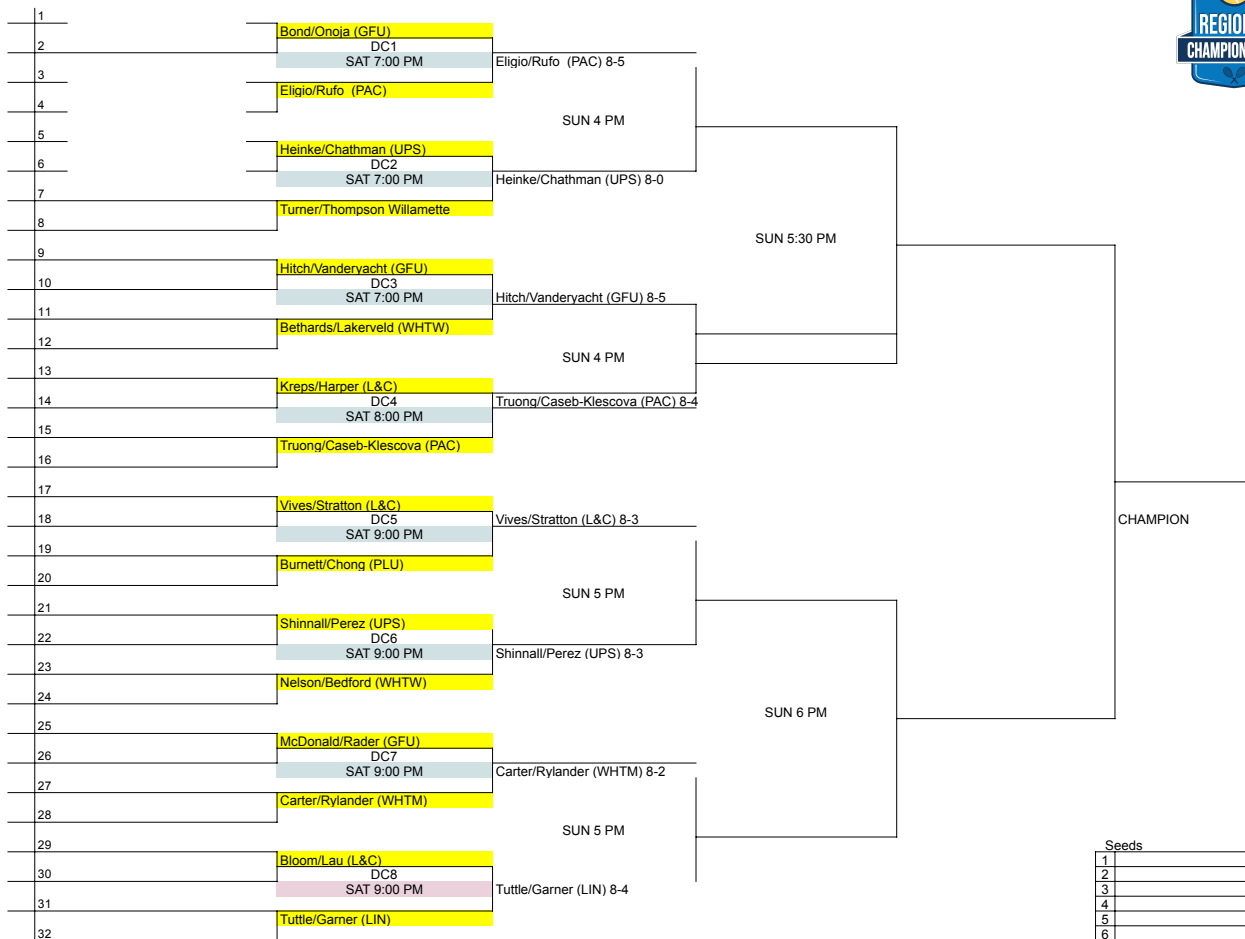 REGION
CHAMPION
1
Bond/Onoja (GFU)
2
DC1
SAT 7:00 PM
Eligio/Rufo (PAC) 8-5
3
Eligio/Rufo (PAC)
4
SUN 4 PM
5
Heinke/Chathman (UPS)
6
DC2
SAT 7:00 PM
Heinke/Chathman (UPS) 8-0
7
Turner/Thompson Willamette
8
SUN 5:30 PM
9
Hitch/Vanderyacht (GFU)
10
DC3
SAT 7:00 PM
Hitch/Vanderyacht (GFU) 8-5
11
Bethards/Lakerveld (WHTW)
12
SUN 4 PM
13
Kreps/Harper (L&C)
14
DC4
Truong/Caseb-Klescova (PAC) 8-4
SAT 8:00 PM
15
Truong/Caseb-Klescova (PAC)
16
17
Vives/Stratton (L&C)
18
DC5
Vives/Stratton (L&C) 8-3
CHAMPION
SAT 9:00 PM
19
Burnett/Chong (PLU)
20
SUN 5 PM
21
Shinnall/Perez (UPS)
22
DC6
SAT 9:00 PM
Shinnall/Perez (UPS) 8-3
23
Nelson/Bedford (WHTW)
24
SUN 6 PM
25
McDonald/Rader (GFU)
26
DC7
SAT 9:00 PM
Carter/Rylander (WHTM) 8-2
27
Carter/Rylander (WHTM)
28
SUN 5 PM
29
Bloom/Lau (L&C)
30
DC8
SAT 9:00 PM
Tuttle/Garner (LIN) 8-4
31
Tuttle/Garner (LIN)
32
Seeds
1
2
3
4
5
6